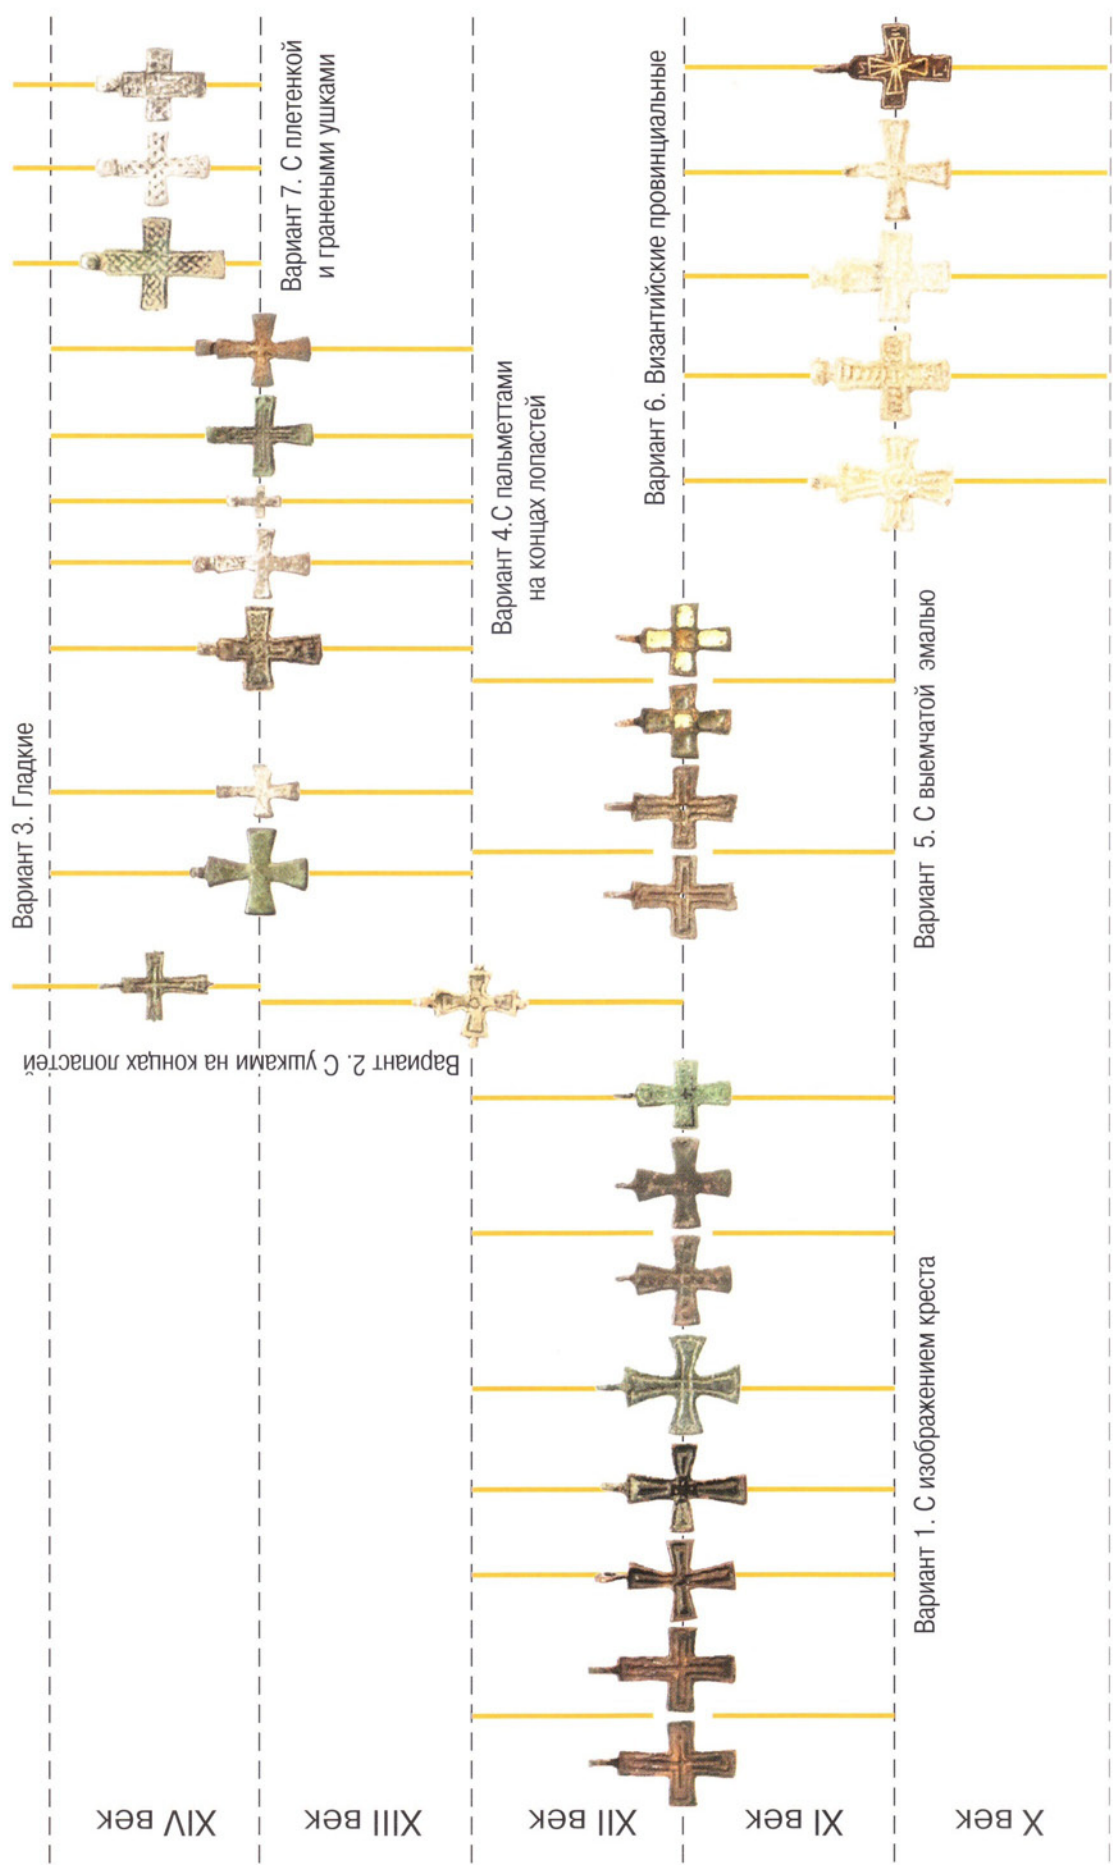 Вариант 7. С плетенкой
и гранеными ушками
Вариант 3. Гладкие
Вариант 4.С пальметтами
на концах лопастей
Вариант 6. Византийские провинциальные
Вариант 2. С ушками на концах лопастей
Вариант 5. С выемчатой эмалью
Вариант 1. С изображением креста
XIV век
XIII век
XII век
XI век
X век